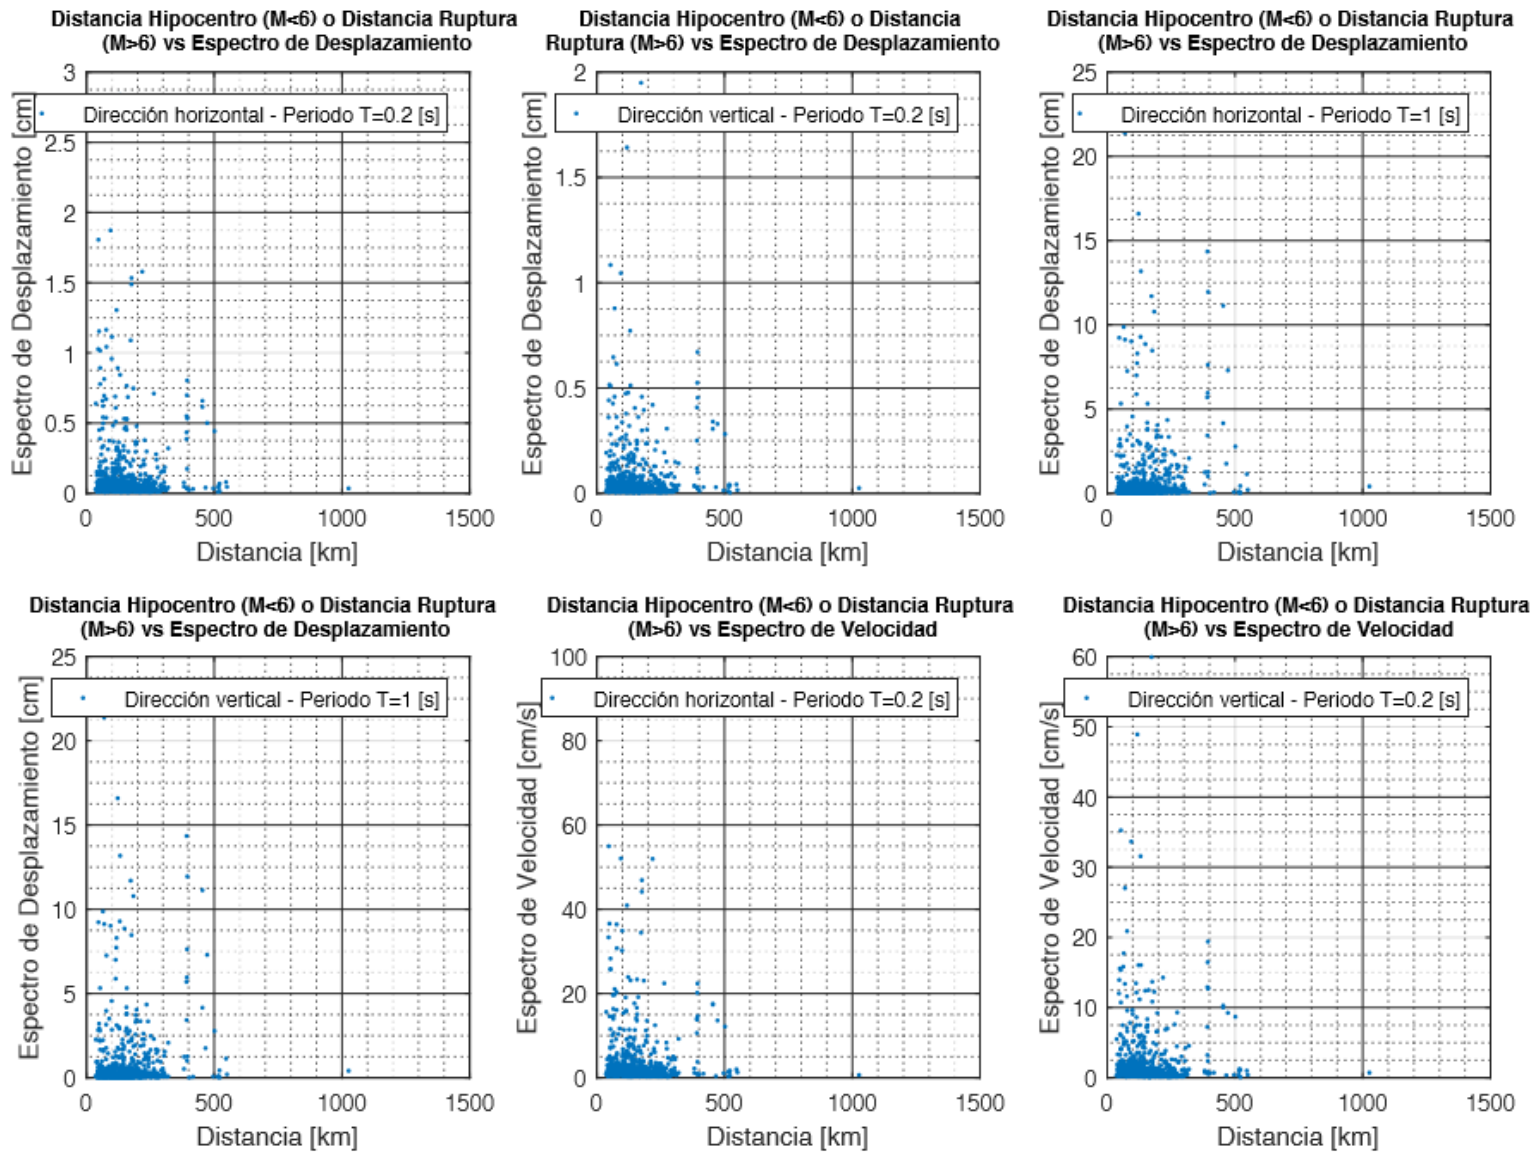 Distancia Hipocentro (M<6) o Distancia Ruptura
(M>6) vs Espectro de Desplazamiento
3
2.5
2
1.5
1
0.5
0
Espectro de Desplazamiento [cm]
Dirección horizontal - Periodo T=0.2 [s]
0 500 1000 1500
Distancia [km]
Distancia Hipocentro (M<6) o Distancia
Ruptura (M>6) vs Espectro de Desplazamiento
2
1.5
1
0.5
0
Espectro de Desplazamiento [cm]
Dirección vertical - Periodo T=0.2 [s]
0 500 1000 1500
Distancia [km]
Distancia Hipocentro (M<6) o Distancia Ruptura
(M>6) vs Espectro de Desplazamiento
25
20
15
10
5
0
Espectro de Desplazamiento [cm]
Dirección horizontal - Periodo T=1 [s]
0 500 1000 1500
Distancia [km]
Distancia Hipocentro (M<6) o Distancia Ruptura
(M>6) vs Espectro de Desplazamiento
25
20
15
10
5
0
Espectro de Desplazamiento [cm]
Dirección vertical - Periodo T=1 [s]
0 500 1000 1500
Distancia [km]
Distancia Hipocentro (M<6) o Distancia Ruptura
(M>6) vs Espectro de Velocidad
100
80
60
40
20
0
Espectro de Velocidad [cm/s]
Dirección horizontal - Periodo T=0.2 [s]
0 500 1000 1500
Distancia [km]
Distancia Hipocentro (M<6) o Distancia Ruptura
(M>6) vs Espectro de Velocidad
60
50
40
30
20
10
0
Espectro de Velocidad [cm/s]
Dirección vertical - Periodo T=0.2 [s]
0 500 1000 1500
Distancia [km]